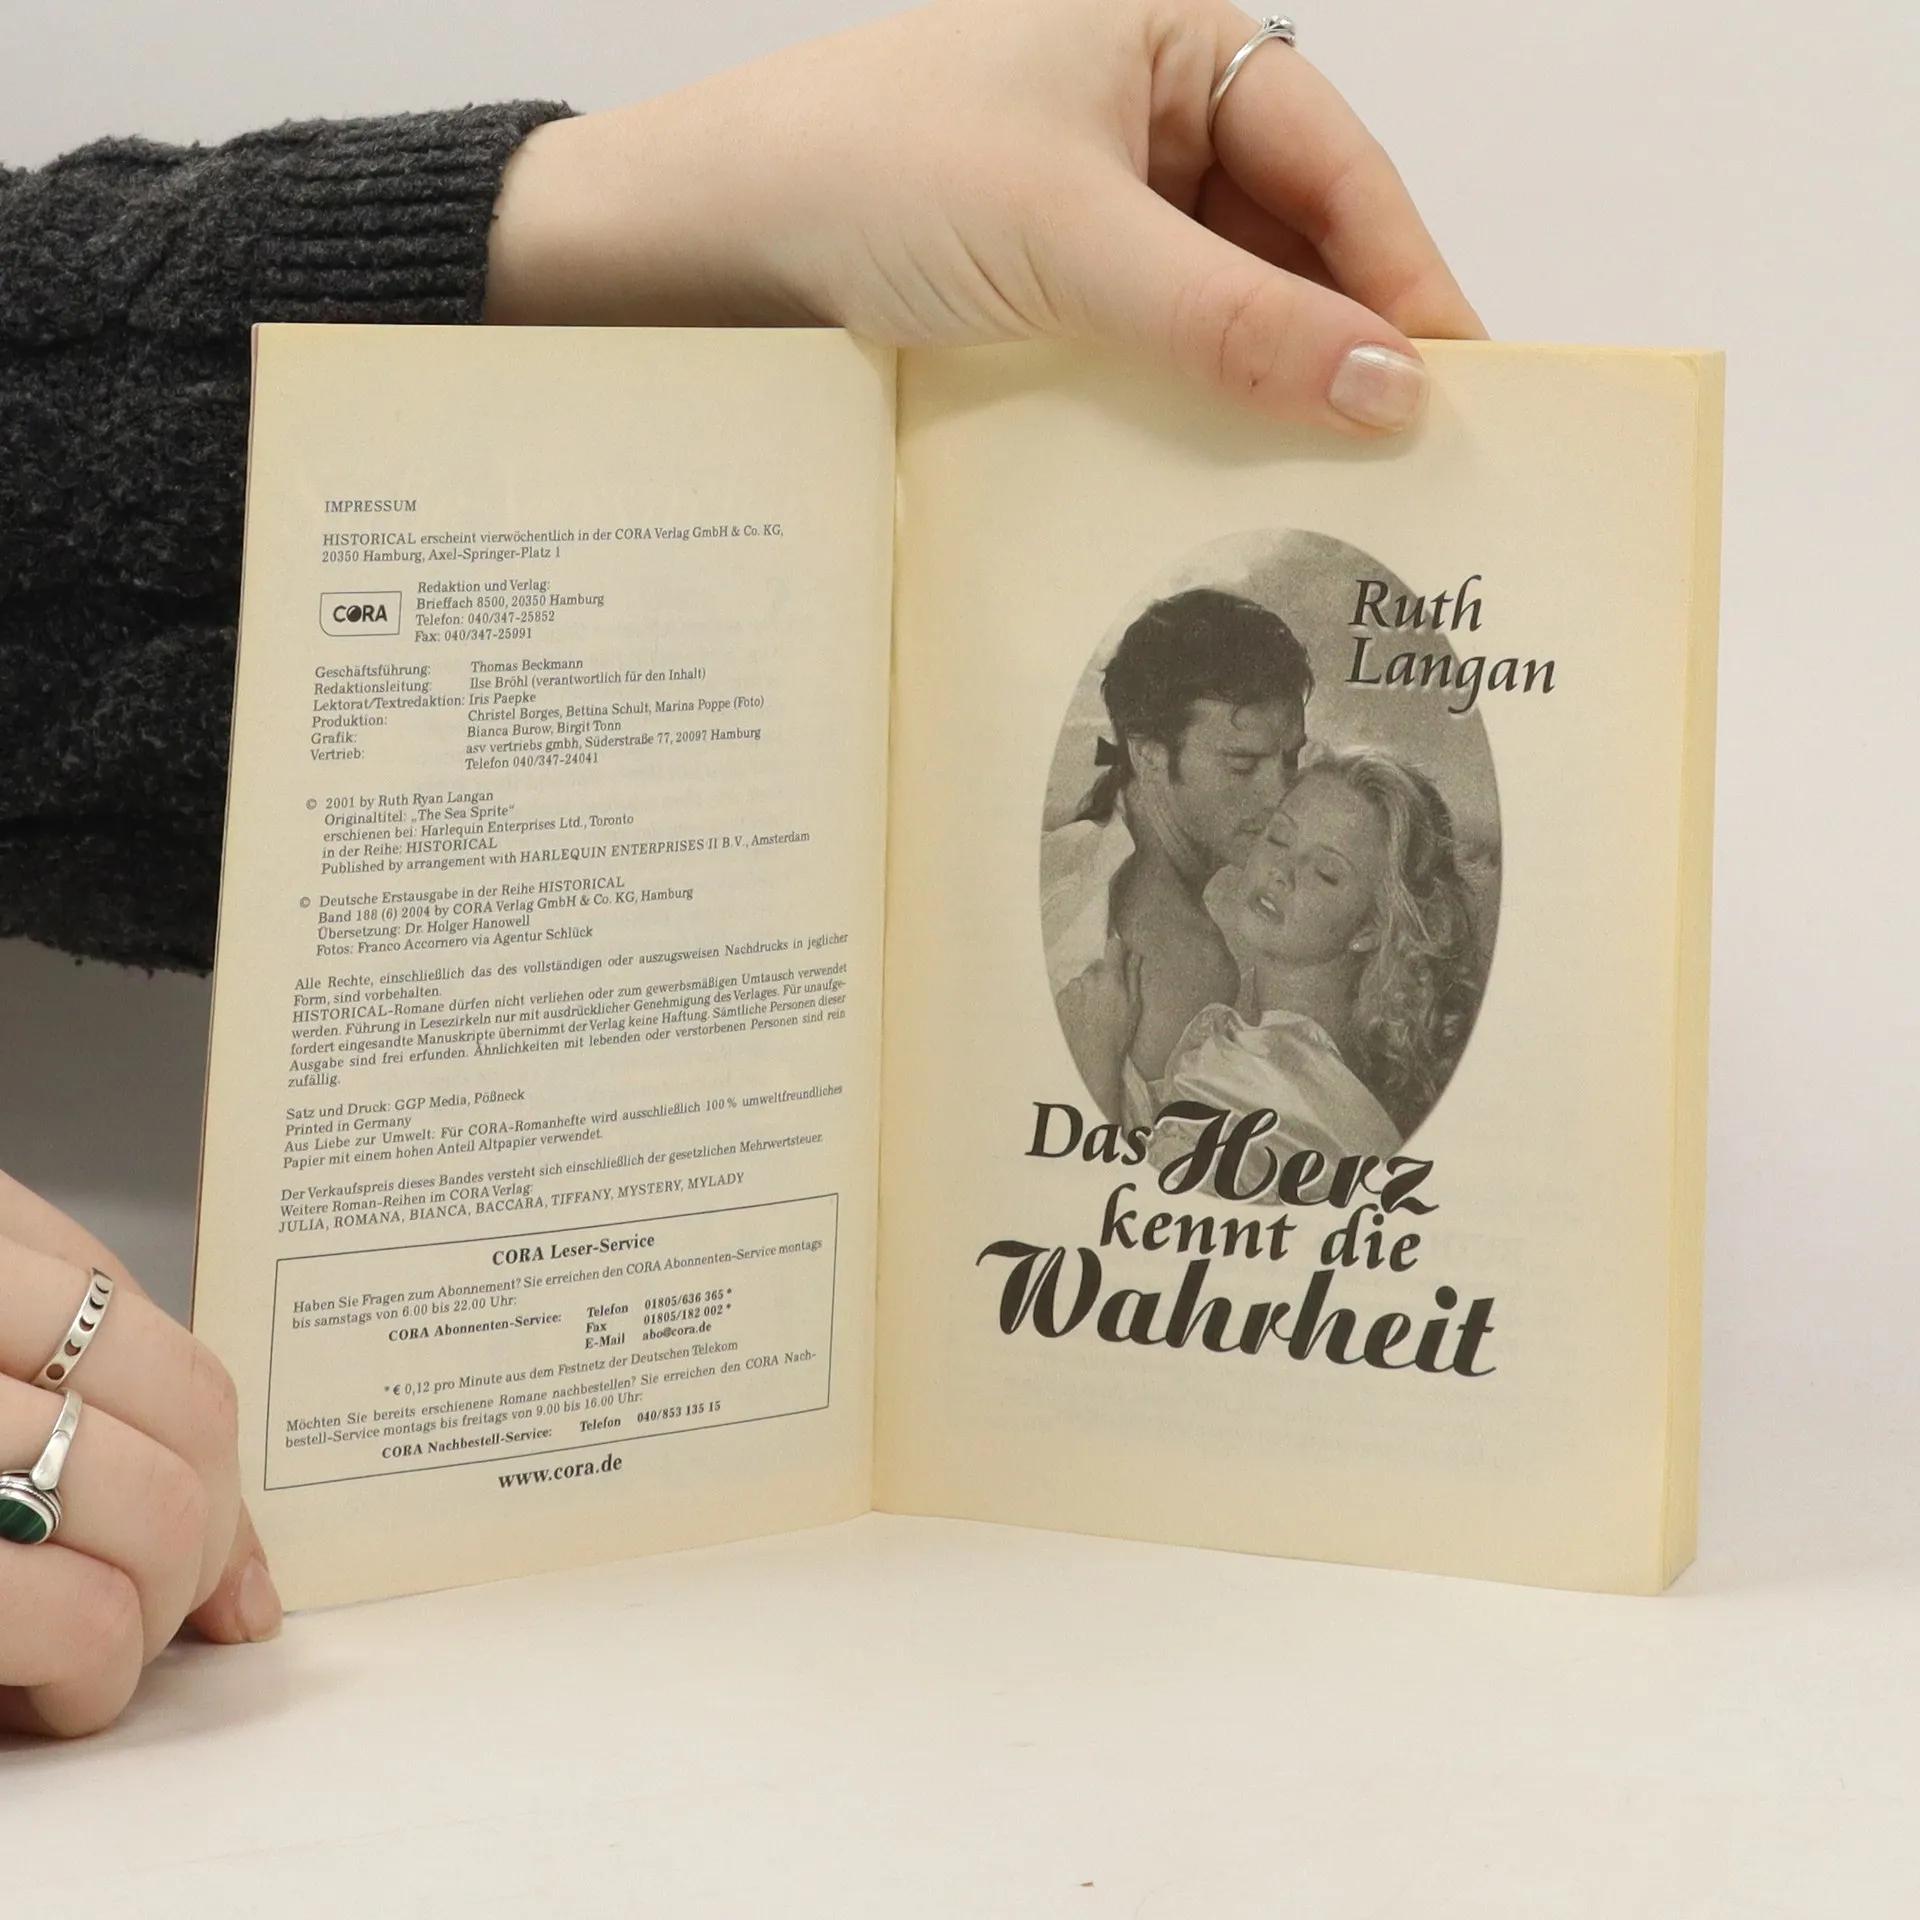 IMPRESSUM
HISTORICAL erscheint vierwöchentlich in der CORA Verlag GmbH & Co. KG,
20350 Hamburg, Axel-Springer-Platz 1
CORA
Redaktion und Verlag:
Brieffach 8500, 20350 Hamburg
Telefon: 040/347-25852
Fax: 040/347-25991
Geschäftsführung: Thomas Beckmann
Redaktionsleitung: Ilse Bröhl (verantwortlich für den Inhalt)
Lektorat/Textredaktion: Iris Paepke
Produktion: Christel Borges, Bettina Schult, Marina Poppe (Foto)
Grafik: Bianca Burow, Birgit Tonn
Vertrieb: asv vertriebs gmbh, Süderstraße 77, 20097 Hamburg
Telefon 040/347-24041
© 2001 by Ruth Ryan Langan
Originaltitel: „The Sea Sprite“
erschienen bei: Harlequin Enterprises Ltd., Toronto
in der Reihe: HISTORICAL
Published by arrangement with HARLEQUIN ENTERPRISES II B.V., Amsterdam
© Deutsche Erstausgabe in der Reihe HISTORICAL
Band 188 (6) 2004 by CORA Verlag GmbH & Co. KG, Hamburg
Übersetzung: Dr. Holger Hanowell
Fotos: Franco Accornero via Agentur Schlück
Alle Rechte, einschließlich das des vollständigen oder auszugsweisen Nachdrucks in jeglicher
Form, sind vorbehalten.
HISTORICAL-Romane dürfen nicht verliehen oder zum gewerbsmäßigen Umtausch verwendet
werden. Führung in Lesezirkeln nur mit ausdrücklicher Genehmigung des Verlages. Für unaufge-
fordert eingesandte Manuskripte übernimmt der Verlag keine Haftung. Sämtliche Personen dieser
Ausgabe sind frei erfunden. Ähnlichkeiten mit lebenden oder verstorbenen Personen sind rein
zufällig.
Satz und Druck: GGP Media, Pößneck
Printed in Germany
Aus Liebe zur Umwelt: Für CORA-Romanhefte wird ausschließlich 100 % umweltfreundliches
Papier mit einem hohen Anteil Altpapier verwendet.
Der Verkaufspreis dieses Bandes versteht sich einschließlich der gesetzlichen Mehrwertsteuer.
Weitere Roman-Reihen im CORA Verlag:
JULIA, ROMANA, BIANCA, BACCARA, TIFFANY, MYSTERY, MYLADY
CORA Leser-Service
Haben Sie Fragen zum Abonnement? Sie erreichen den CORA Abonnenten-Service montags
bis samstags von 6.00 bis 22.00 Uhr:
CORA Abonnenten-Service: Telefon 01805/636 365 *
Fax 01805/182 002 *
E-Mail abo@cora.de
* € 0,12 pro Minute aus dem Festnetz der Deutschen Telekom
Möchten Sie bereits erschienene Romane nachbestellen? Sie erreichen den CORA Nach-
bestell-Service montags bis freitags von 9.00 bis 16.00 Uhr:
CORA Nachbestell-Service: Telefon 040/853 135 15
www.cora.de
Ruth
Langan
Das Herz
kennt die
Wahrheit